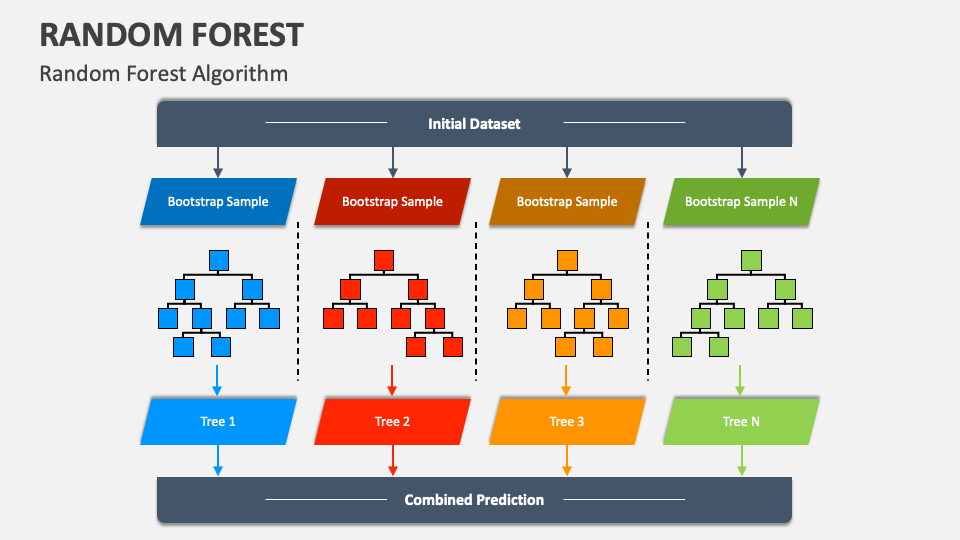 RANDOM FOREST
Random Forest Algorithm
Initial Dataset
Bootstrap Sample
Bootstrap Sample
Bootstrap Sample
Bootstrap Sample N
Tree 1
Tree 2
Tree 3
Tree N
Combined Prediction